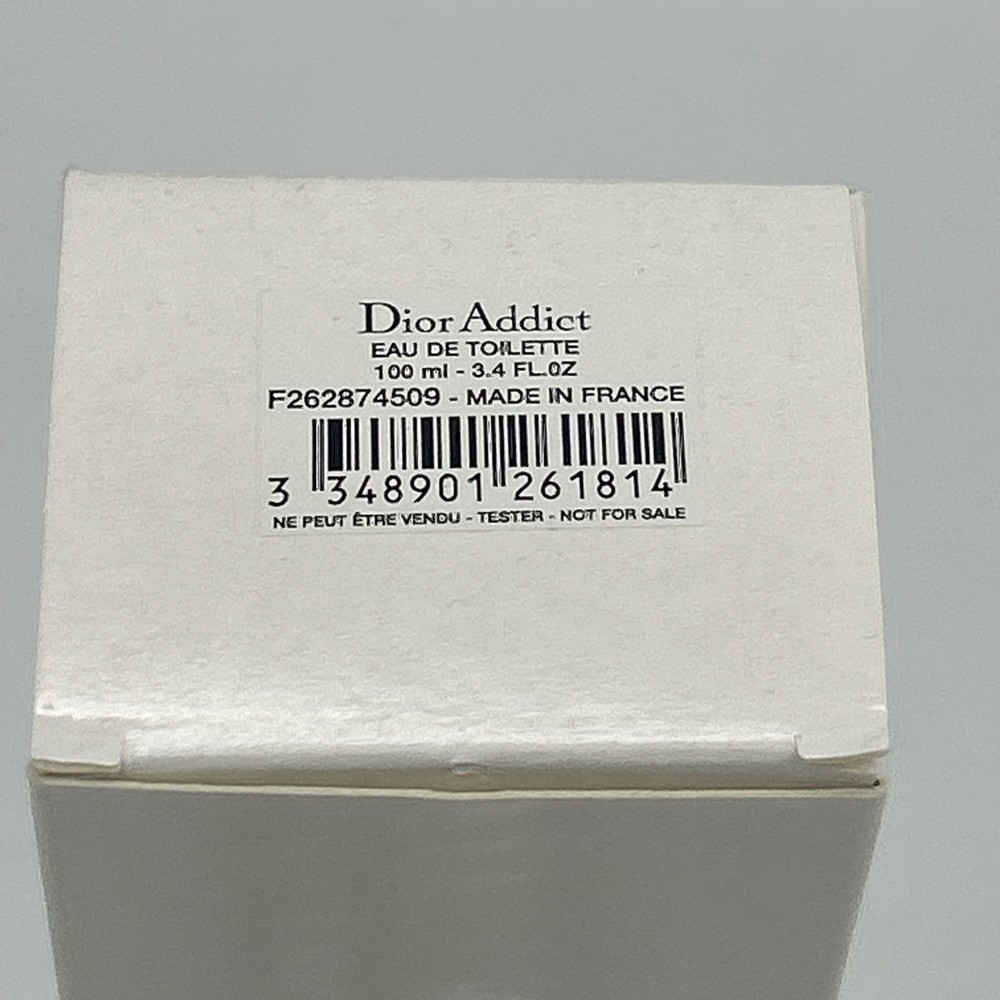 Dior Addict
EAU DE TOILETTE
100 ml - 3.4 FL.OZ
F262874509 - MADE IN FRANCE
3 348901 261814
NE PEUT ÊTRE VENDU - TESTER - NOT FOR SALE